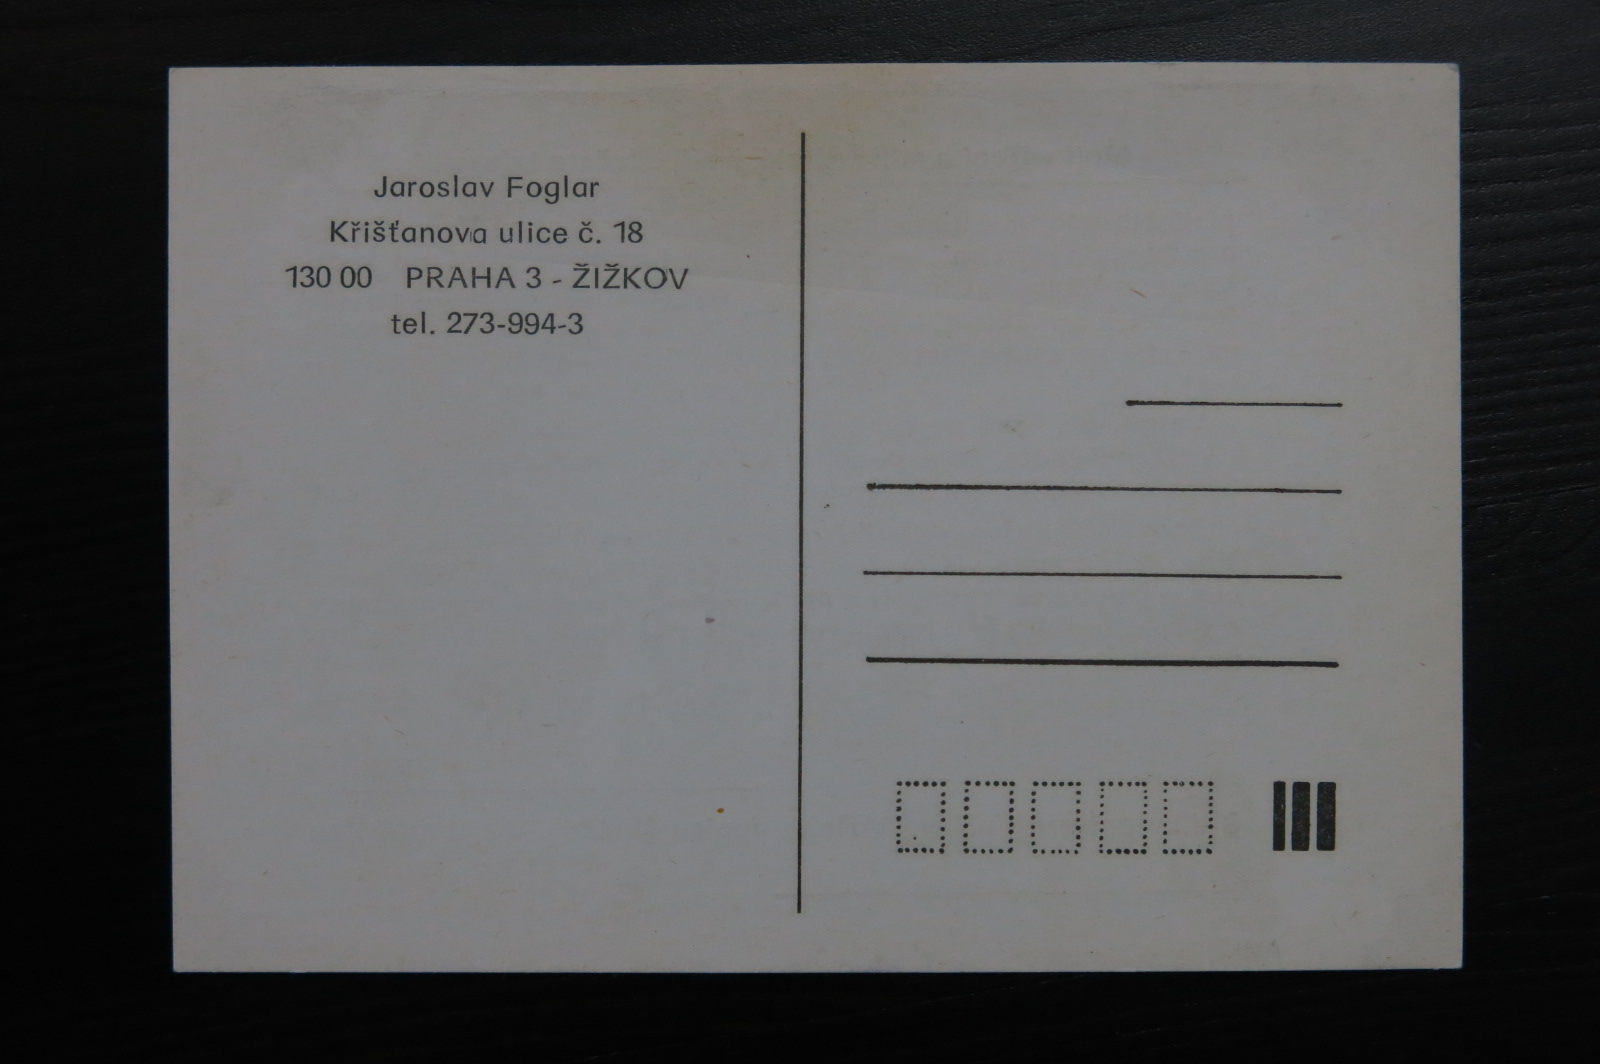 Jaroslav Foglar
Křišťanova ulice č. 18
130 00 PRAHA 3 - ŽIŽKOV
tel. 273-994-3